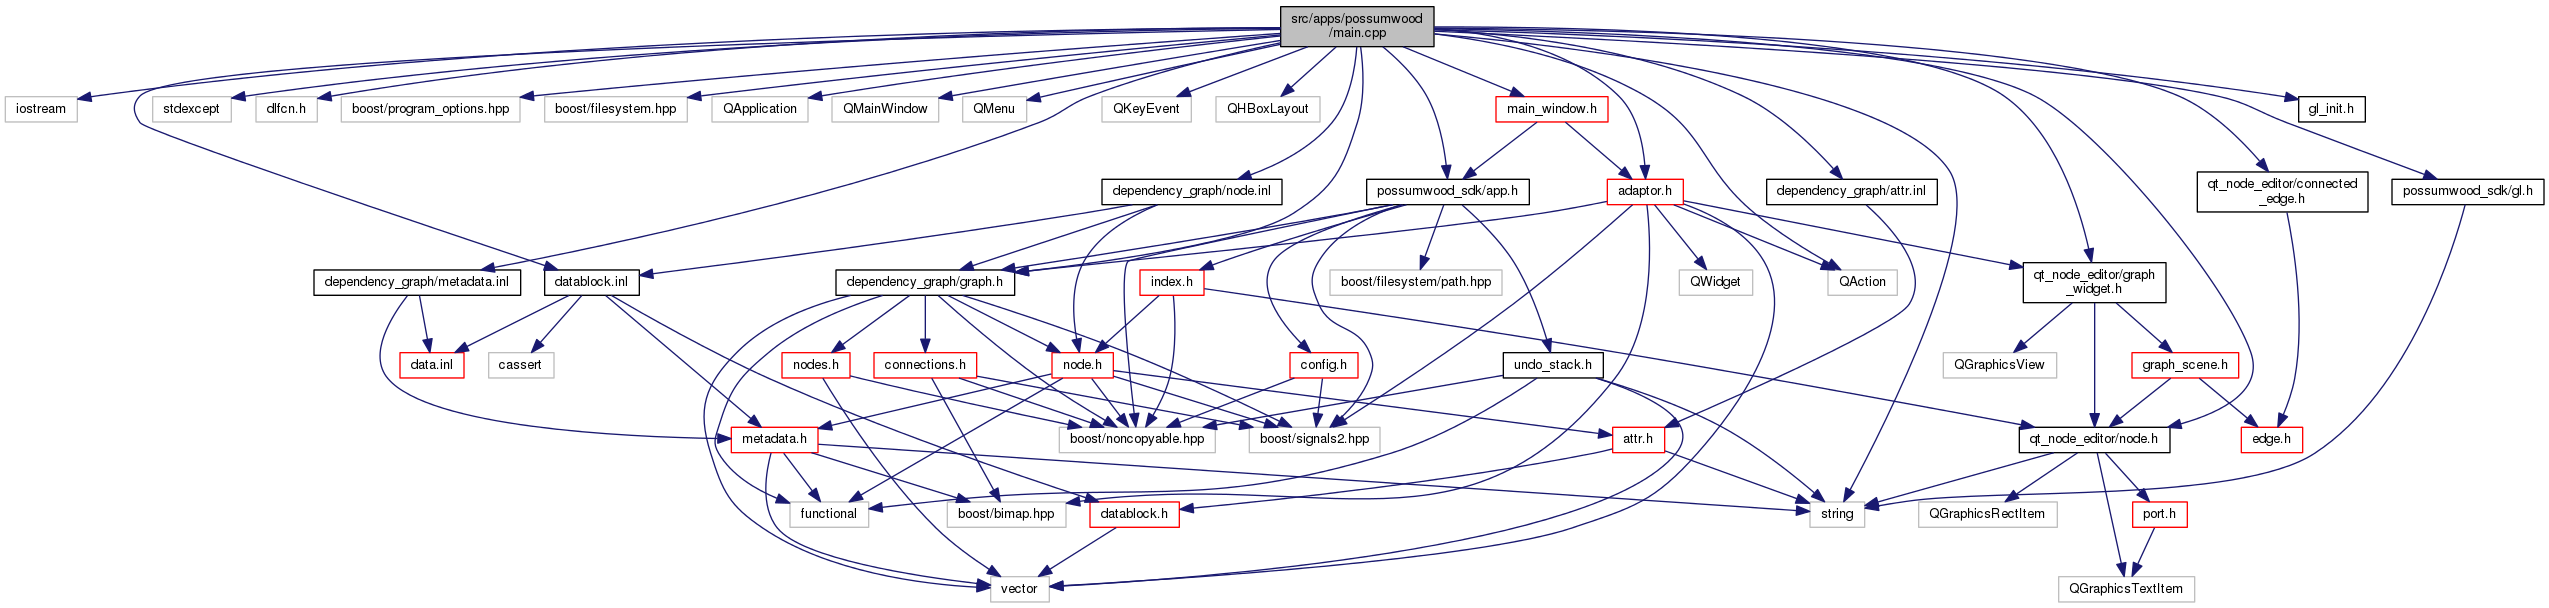 src/apps/possumwood
/main.cpp
iostream
stdexcept
dlfcn.h
boost/program_options.hpp
boost/filesystem.hpp
QApplication
QMainWindow
QMenu
QKeyEvent
QHBoxLayout
main_window.h
gl_init.h
dependency_graph/node.inl
possumwood_sdk/app.h
adaptor.h
dependency_graph/attr.inl
qt_node_editor/connected
_edge.h
possumwood_sdk/gl.h
dependency_graph/metadata.inl
datablock.inl
dependency_graph/graph.h
index.h
boost/filesystem/path.hpp
QWidget
QAction
qt_node_editor/graph
_widget.h
data.inl
cassert
nodes.h
connections.h
node.h
config.h
undo_stack.h
QGraphicsView
graph_scene.h
metadata.h
boost/noncopyable.hpp
boost/signals2.hpp
attr.h
qt_node_editor/node.h
edge.h
functional
boost/bimap.hpp
datablock.h
string
QGraphicsRectItem
port.h
vector
QGraphicsTextItem